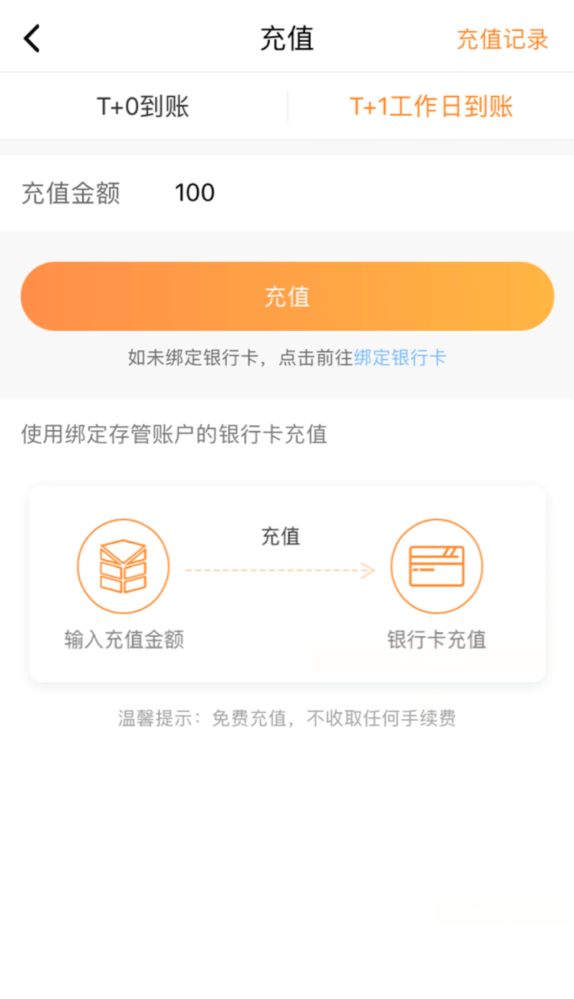 充值
充值记录
T+0到账
T+1工作日到账
充值金额 100
充值
如未绑定银行卡，点击前往绑定银行卡
使用绑定存管账户的银行卡充值
充值
输入充值金额
银行卡充值
温馨提示：免费充值，不收取任何手续费